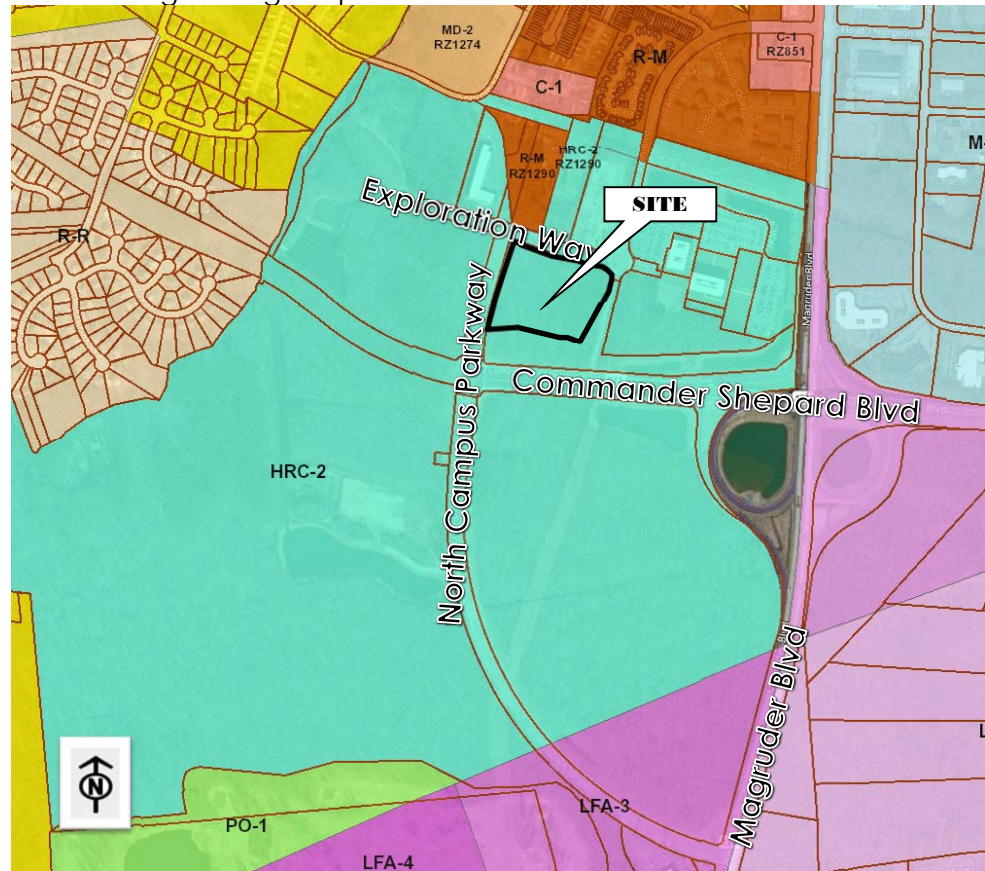 MD-2
RZ1274
C-1
R-M
C-1
RZ851
R-M
RZ1290
HRC-2
RZ1290
SITE
Exploration Way
R-R
North Campus Parkway
Magruder Blvd
Commander Shepard Blvd
HRC-2
Magruder Blvd
N
PO-1
LFA-3
LFA-4